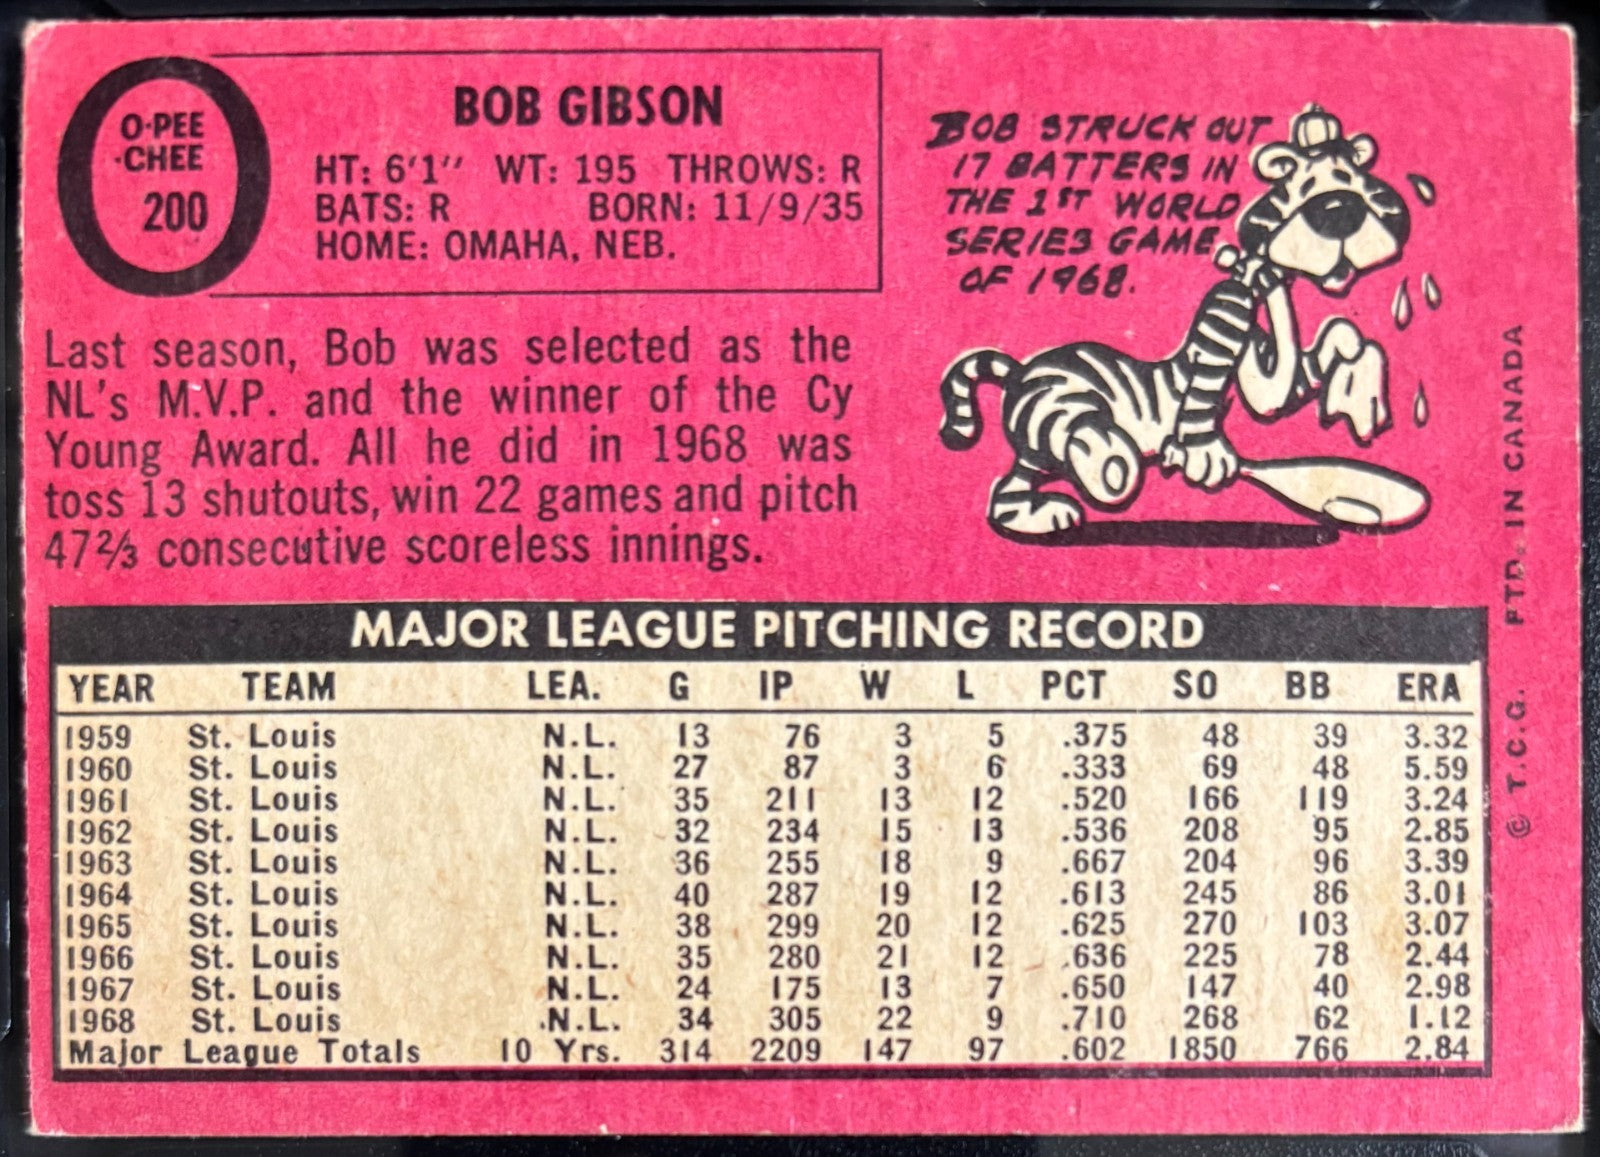 O-PEE
-CHEE
200
BOB GIBSON
HT: 6'1'' WT: 195 THROWS: R
BATS: R BORN: 11/9/35
HOME: OMAHA, NEB.
BOB STRUCK OUT
17 BATTERS IN
THE 1ST WORLD
SERIES GAME
OF 1968.
Last season, Bob was selected as the
NL's M.V.P. and the winner of the Cy
Young Award. All he did in 1968 was
toss 13 shutouts, win 22 games and pitch
47 2/3 consecutive scoreless innings.
MAJOR LEAGUE PITCHING RECORD
YEAR TEAM LEA. G IP W L PCT SO BB ERA
1959 St. Louis N.L. 13 76 3 5 .375 48 39 3.32
1960 St. Louis N.L. 27 87 3 6 .333 69 48 5.59
1961 St. Louis N.L. 35 211 13 12 .520 166 119 3.24
1962 St. Louis N.L. 32 234 15 13 .536 208 95 2.85
1963 St. Louis N.L. 36 255 18 9 .667 204 96 3.39
1964 St. Louis N.L. 40 287 19 12 .613 245 86 3.01
1965 St. Louis N.L. 38 299 20 12 .625 270 103 3.07
1966 St. Louis N.L. 35 280 21 12 .636 225 78 2.44
1967 St. Louis N.L. 24 175 13 7 .650 147 40 2.98
1968 St. Louis N.L. 34 305 22 9 .710 268 62 1.12
Major League Totals 10 Yrs. 314 2209 147 97 .602 1850 766 2.84
© T.C.G. PTD. IN CANADA